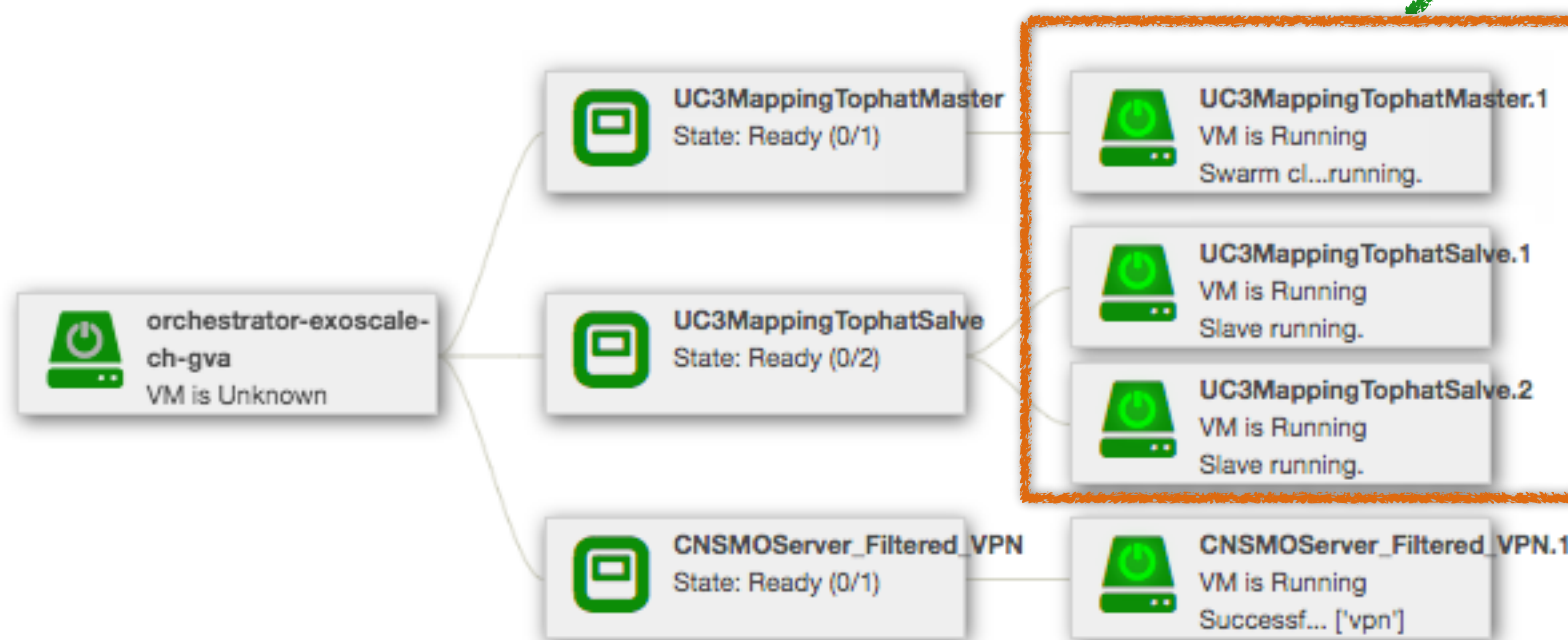 orchestrator-exoscale-
ch-gva
VM is Unknown
UC3MappingTophatMaster
State: Ready (0/1)
UC3MappingTophatSalve
State: Ready (0/2)
CNSMOServer_Filtered_VPN
State: Ready (0/1)
UC3MappingTophatMaster.1
VM is Running
Swarm cl...running.
UC3MappingTophatSalve.1
VM is Running
Slave running.
UC3MappingTophatSalve.2
VM is Running
Slave running.
CNSMOServer_Filtered_VPN.1
VM is Running
Successf... ['vpn']